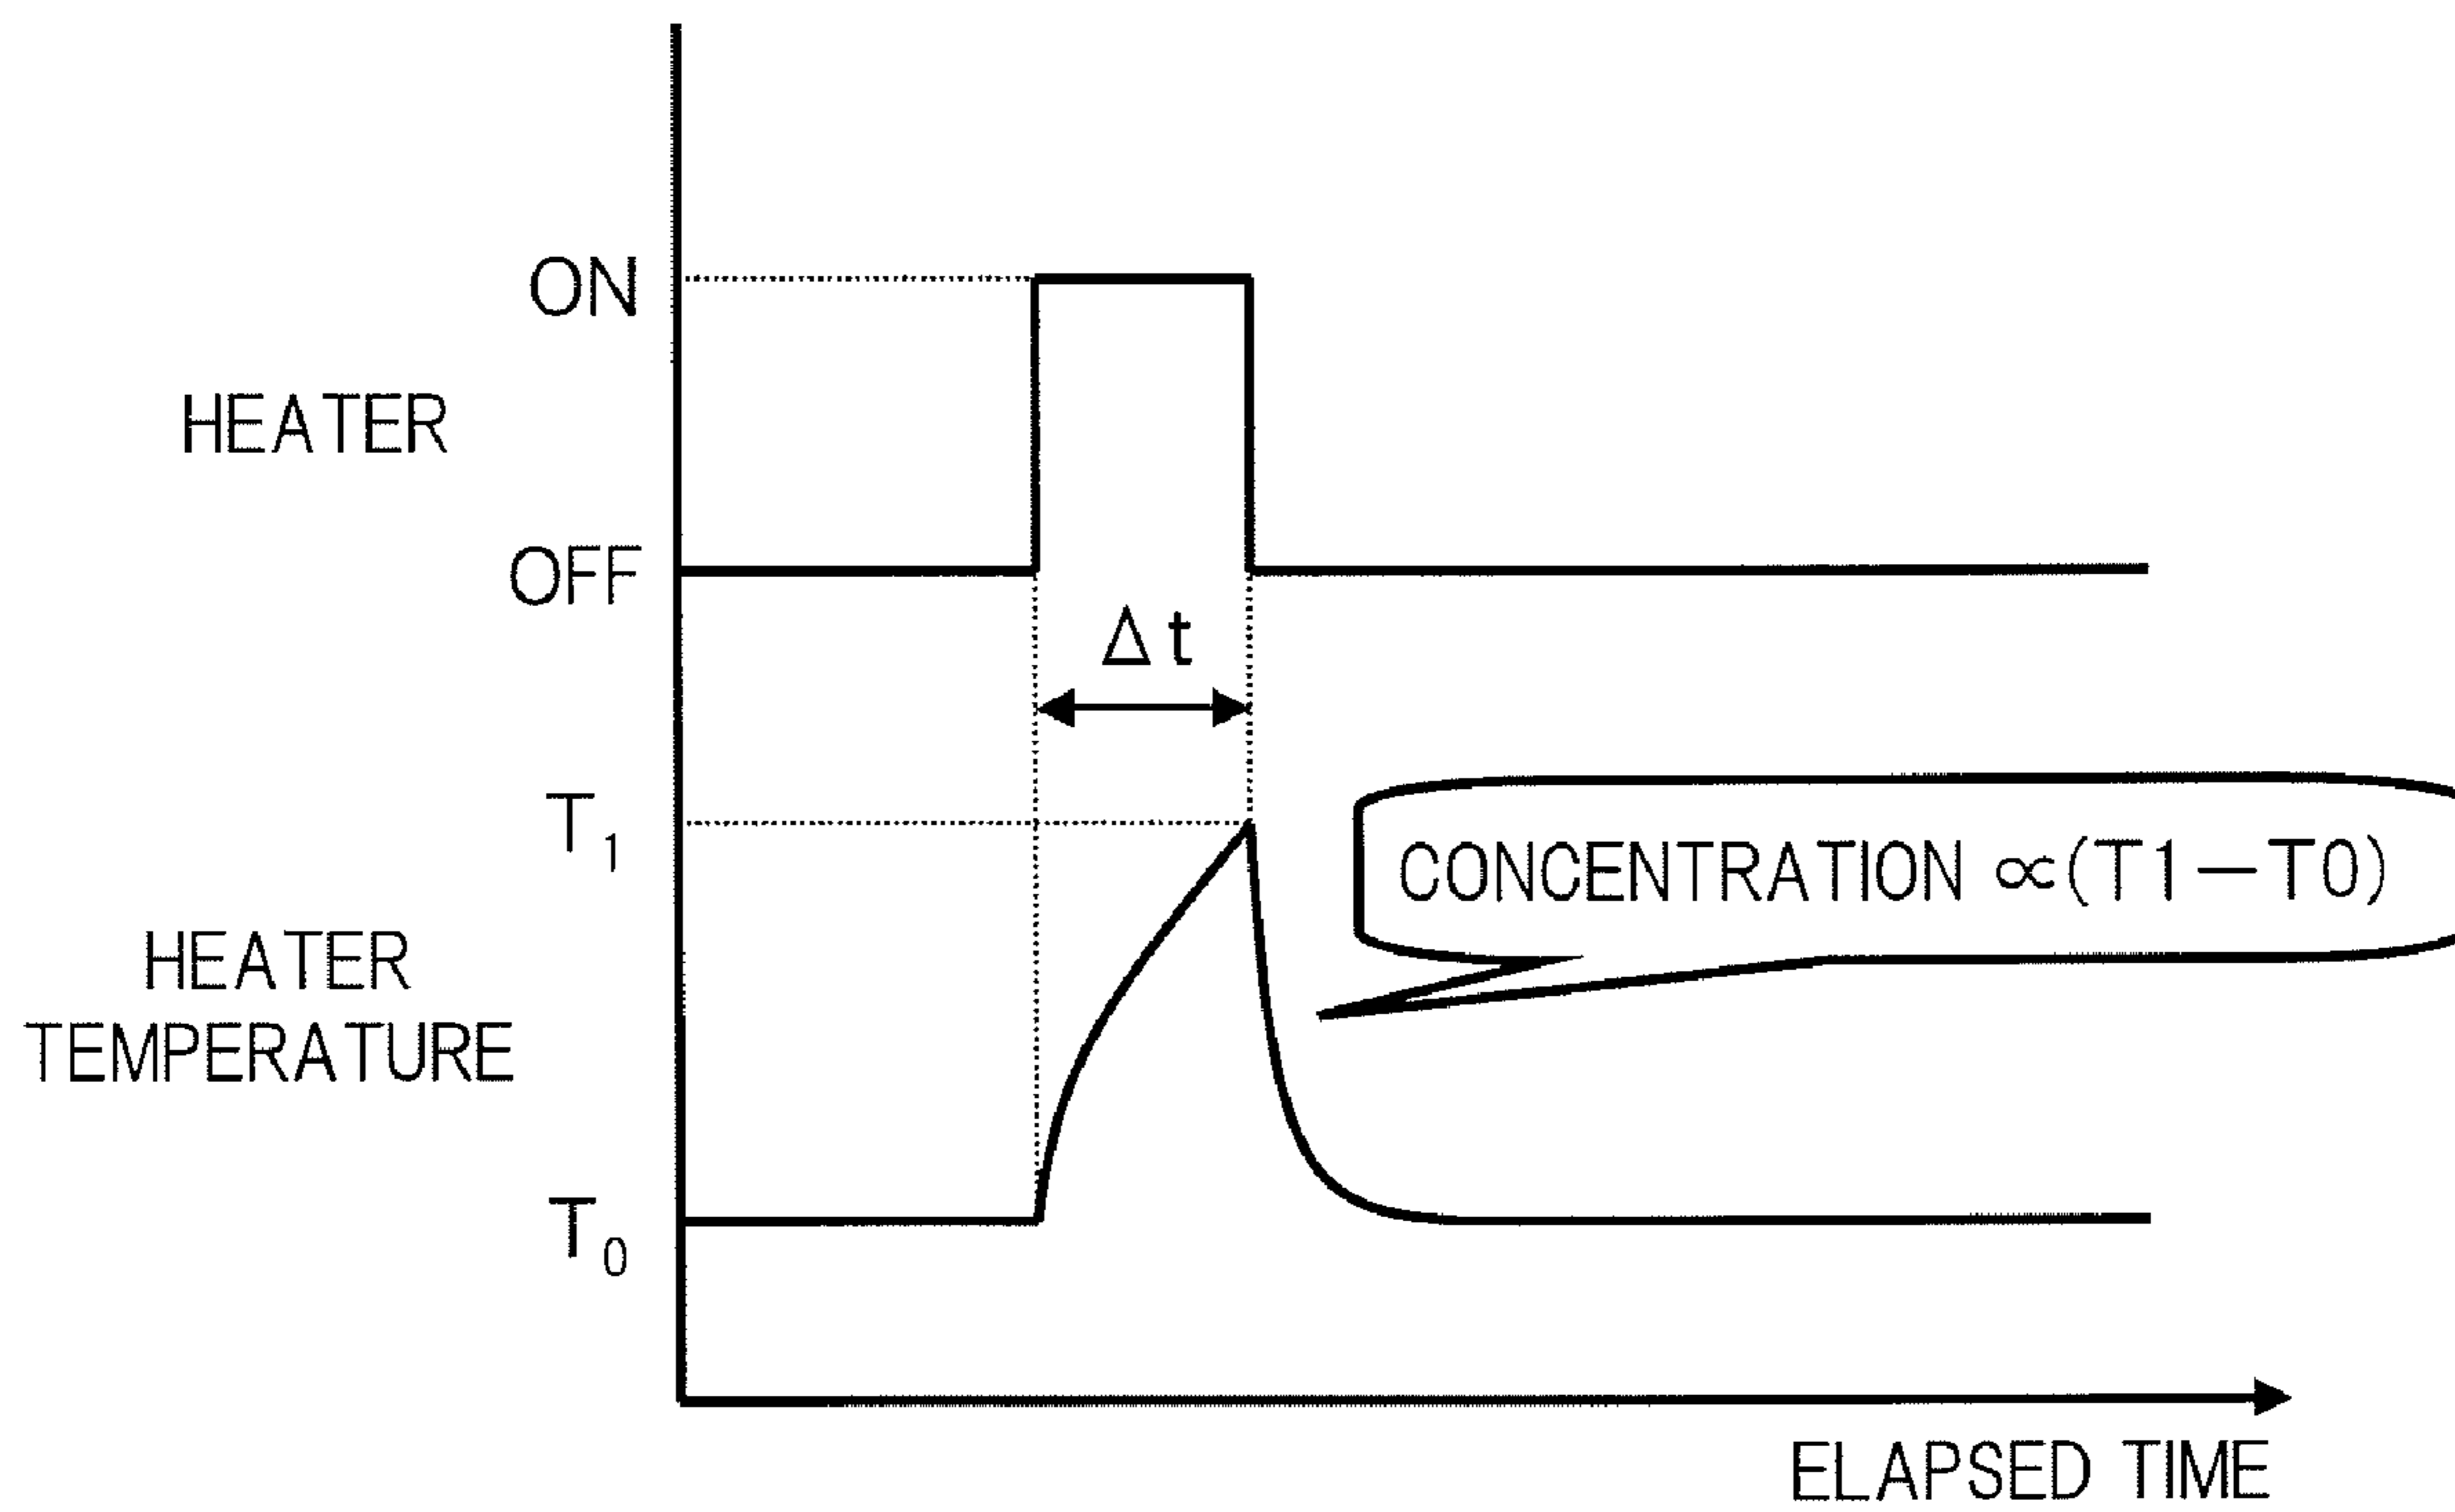 ON
HEATER
OFF
Δt
T₁
CONCENTRATION ∝(T1−T0)
HEATER
TEMPERATURE
T₀
ELAPSED TIME